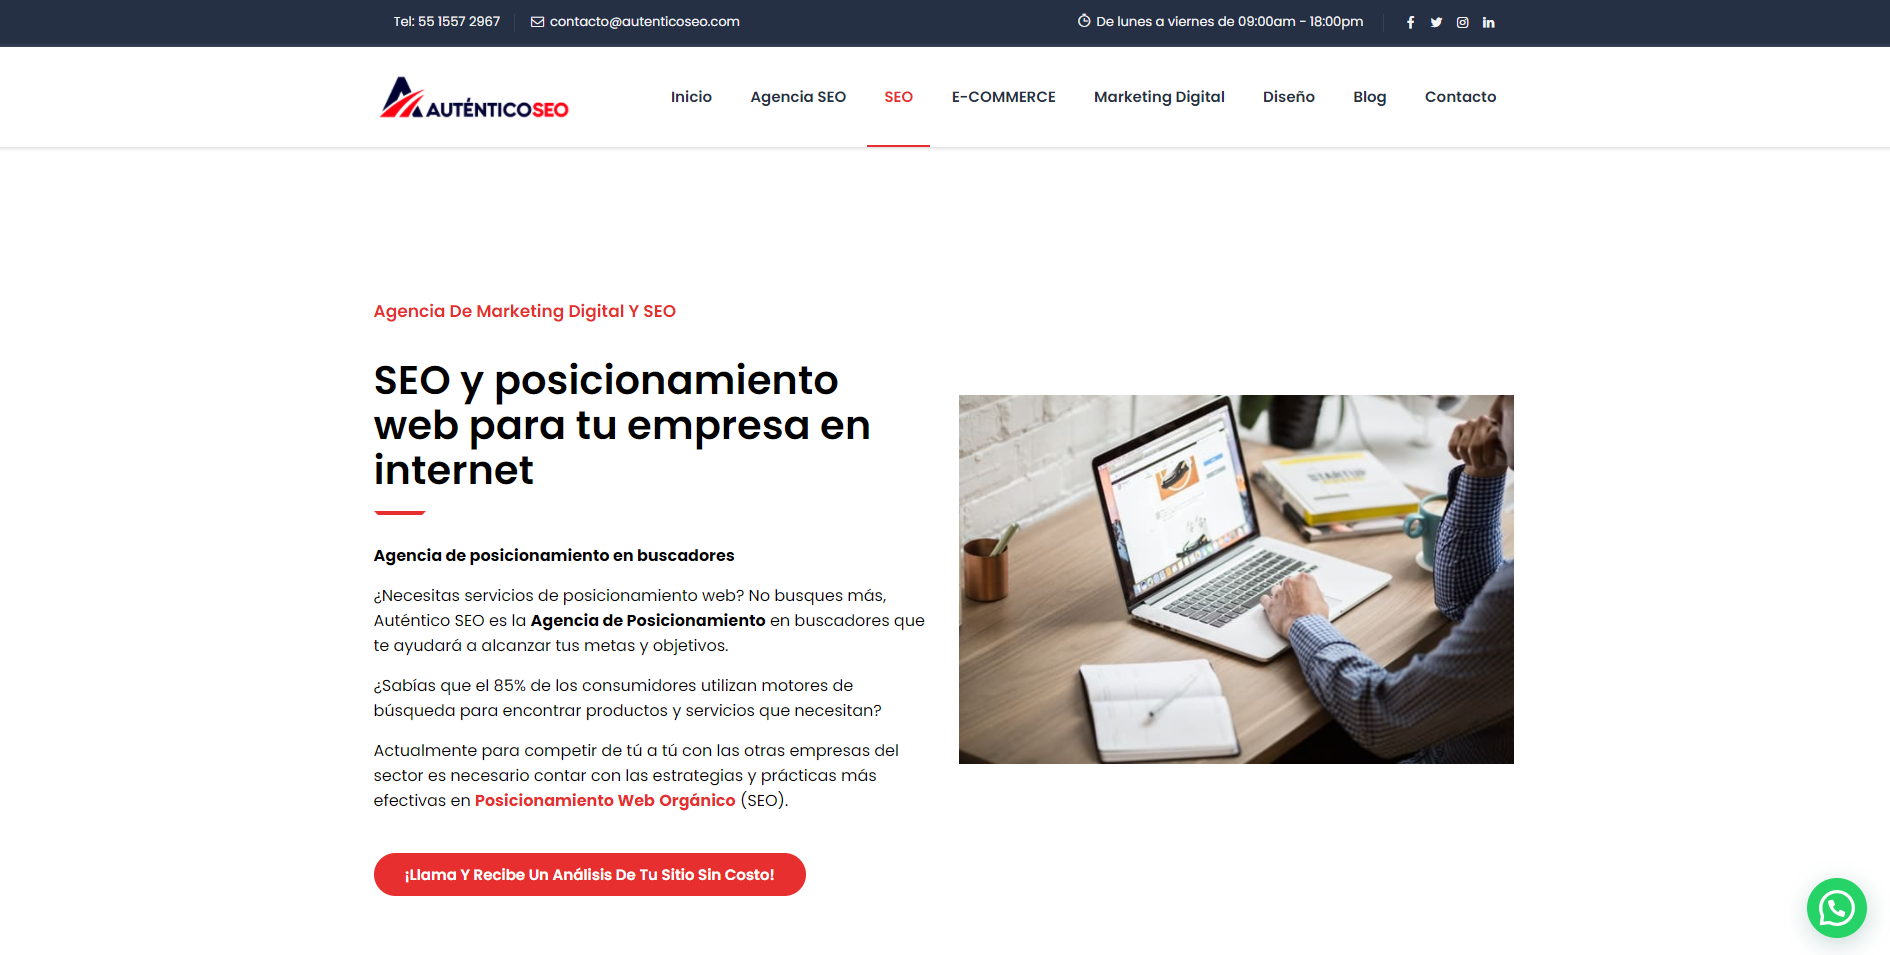 Tel: 55 1557 2967
contacto@autenticoseo.com
De lunes a viernes de 09:00am - 18:00pm
AUTÉNTICOSEO
Inicio
Agencia SEO
SEO
E-COMMERCE
Marketing Digital
Diseño
Blog
Contacto
Agencia De Marketing Digital Y SEO
SEO y posicionamiento
web para tu empresa en
internet
Agencia de posicionamiento en buscadores
¿Necesitas servicios de posicionamiento web? No busques más,
Auténtico SEO es la Agencia de Posicionamiento en buscadores que
te ayudará a alcanzar tus metas y objetivos.
¿Sabías que el 85% de los consumidores utilizan motores de
búsqueda para encontrar productos y servicios que necesitan?
Actualmente para competir de tú a tú con las otras empresas del
sector es necesario contar con las estrategias y prácticas más
efectivas en Posicionamiento Web Orgánico (SEO).
¡Llama Y Recibe Un Análisis De Tu Sitio Sin Costo!
STARTUP